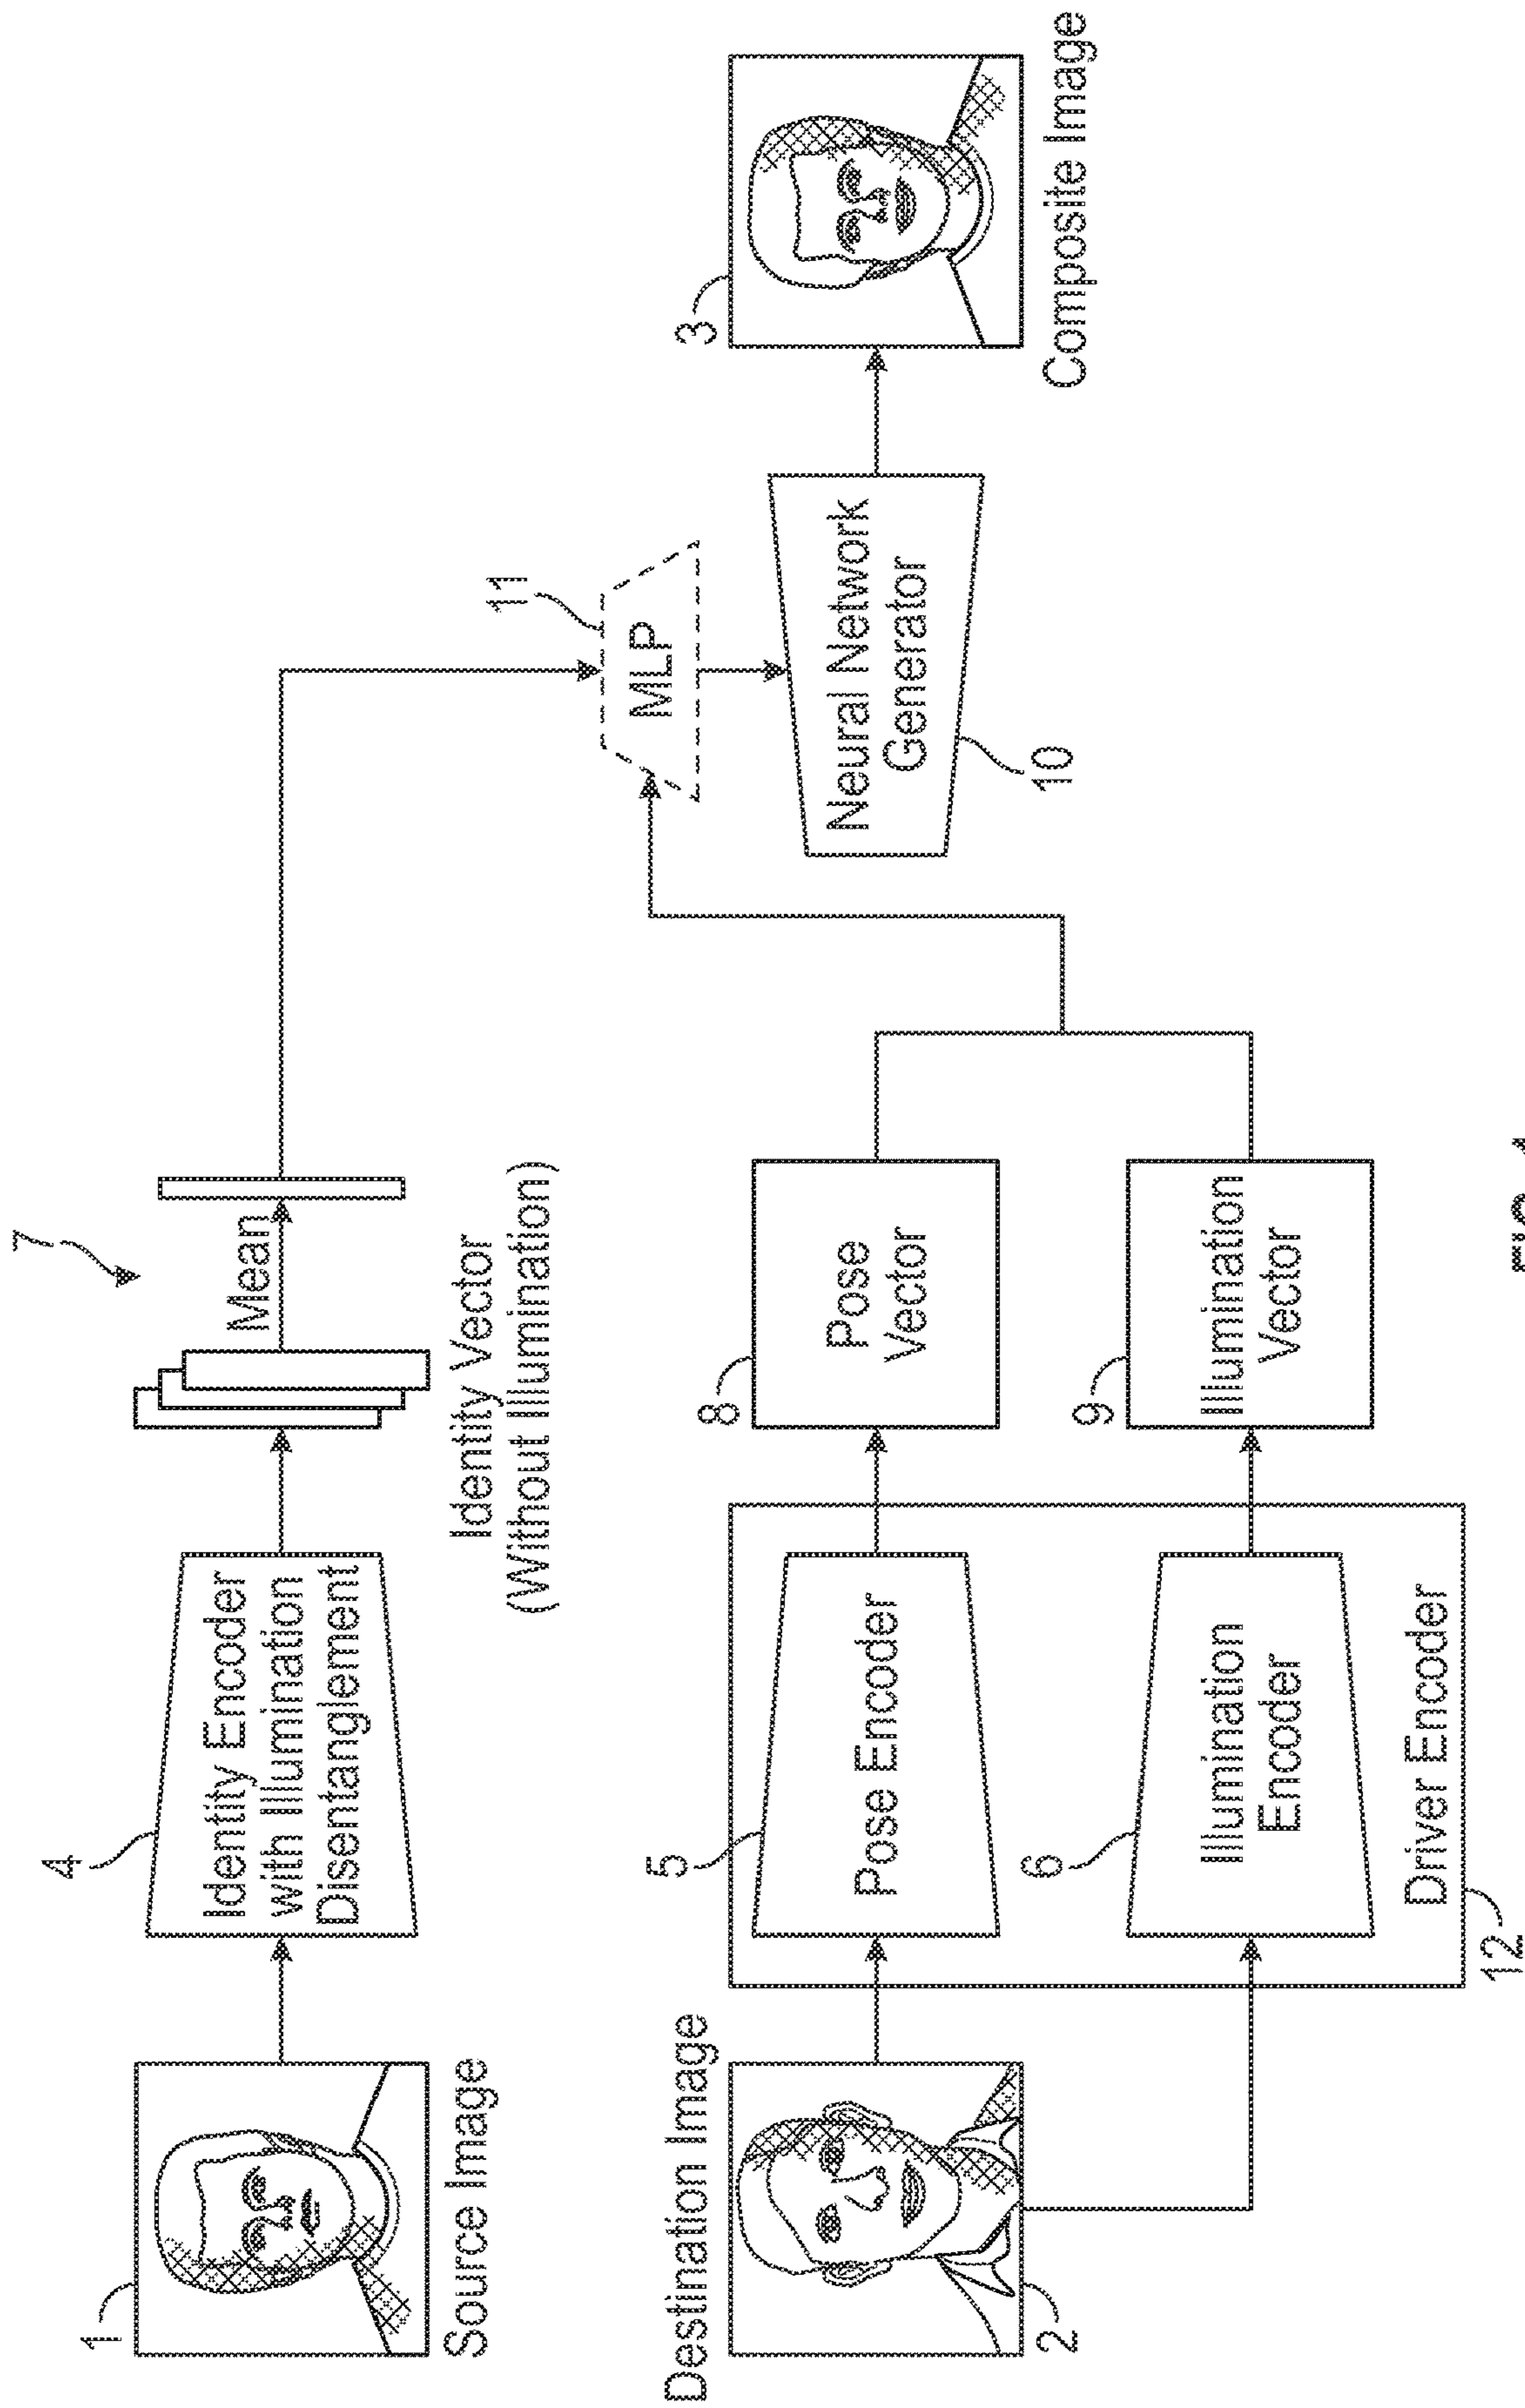 1
Source Image
4
Identity Encoder
with Illumination
Disentanglement
7
Mean
Identity Vector
(Without Illumination)
Destination Image
2
5
Pose Encoder
6
Illumination
Encoder
Driver Encoder
12
8
Pose
Vector
9
Illumination
Vector
11
MLP
Neural Network
Generator
10
3
Composite Image